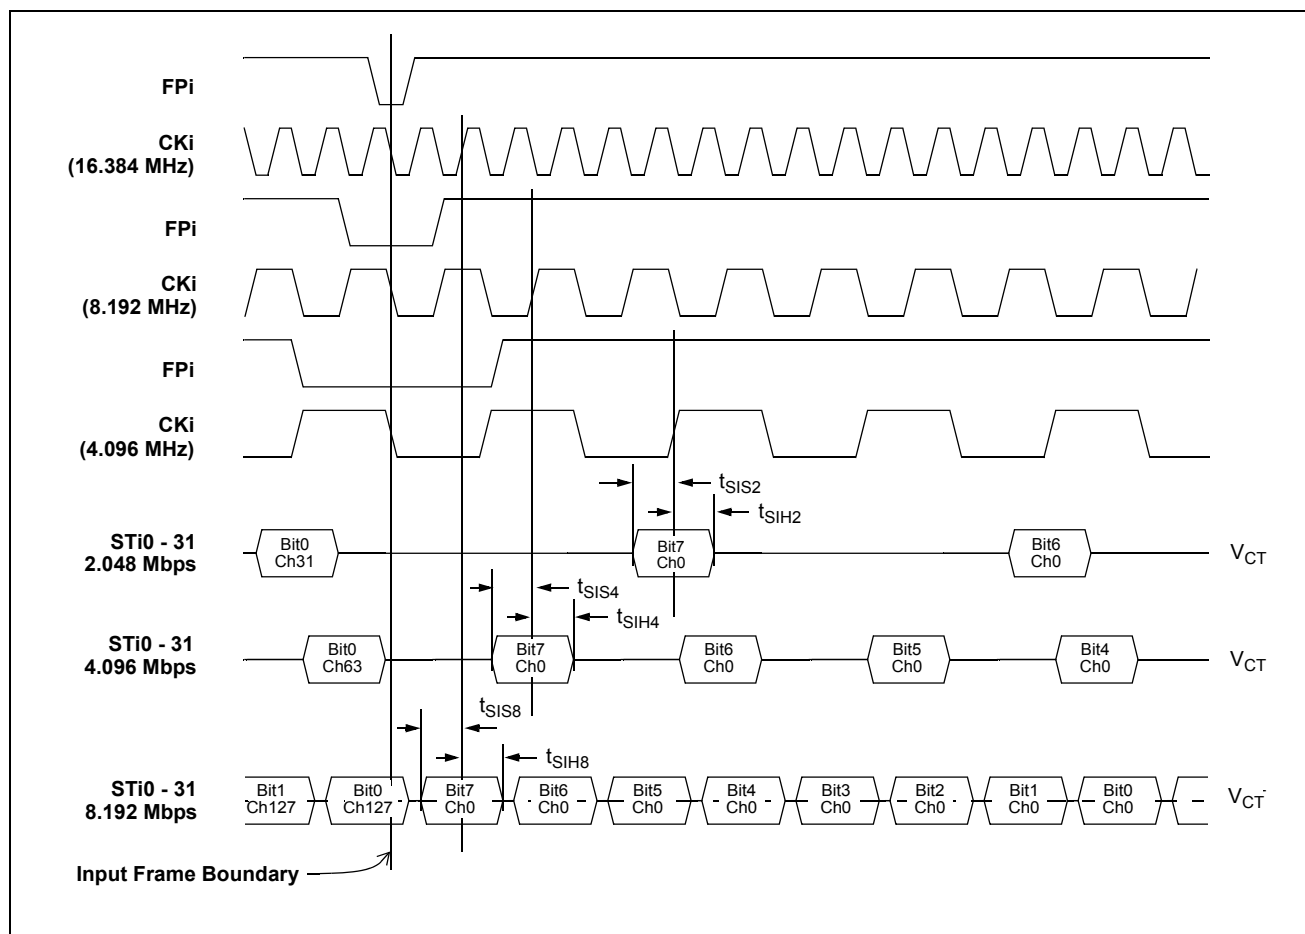 FPi
CKi
(16.384 MHz)
FPi
CKi
(8.192 MHz)
FPi
CKi
(4.096 MHz)
tSIS2
tSIH2
STi0 - 31
2.048 Mbps
Bit0
Ch31
Bit7
Ch0
Bit6
Ch0
VCT
tSIS4
tSIH4
STi0 - 31
4.096 Mbps
Bit0
Ch63
Bit7
Ch0
Bit6
Ch0
Bit5
Ch0
Bit4
Ch0
VCT
tSIS8
tSIH8
STi0 - 31
8.192 Mbps
Bit1
Ch127
Bit0
Ch127
Bit7
Ch0
Bit6
Ch0
Bit5
Ch0
Bit4
Ch0
Bit3
Ch0
Bit2
Ch0
Bit1
Ch0
Bit0
Ch0
VCT
Input Frame Boundary